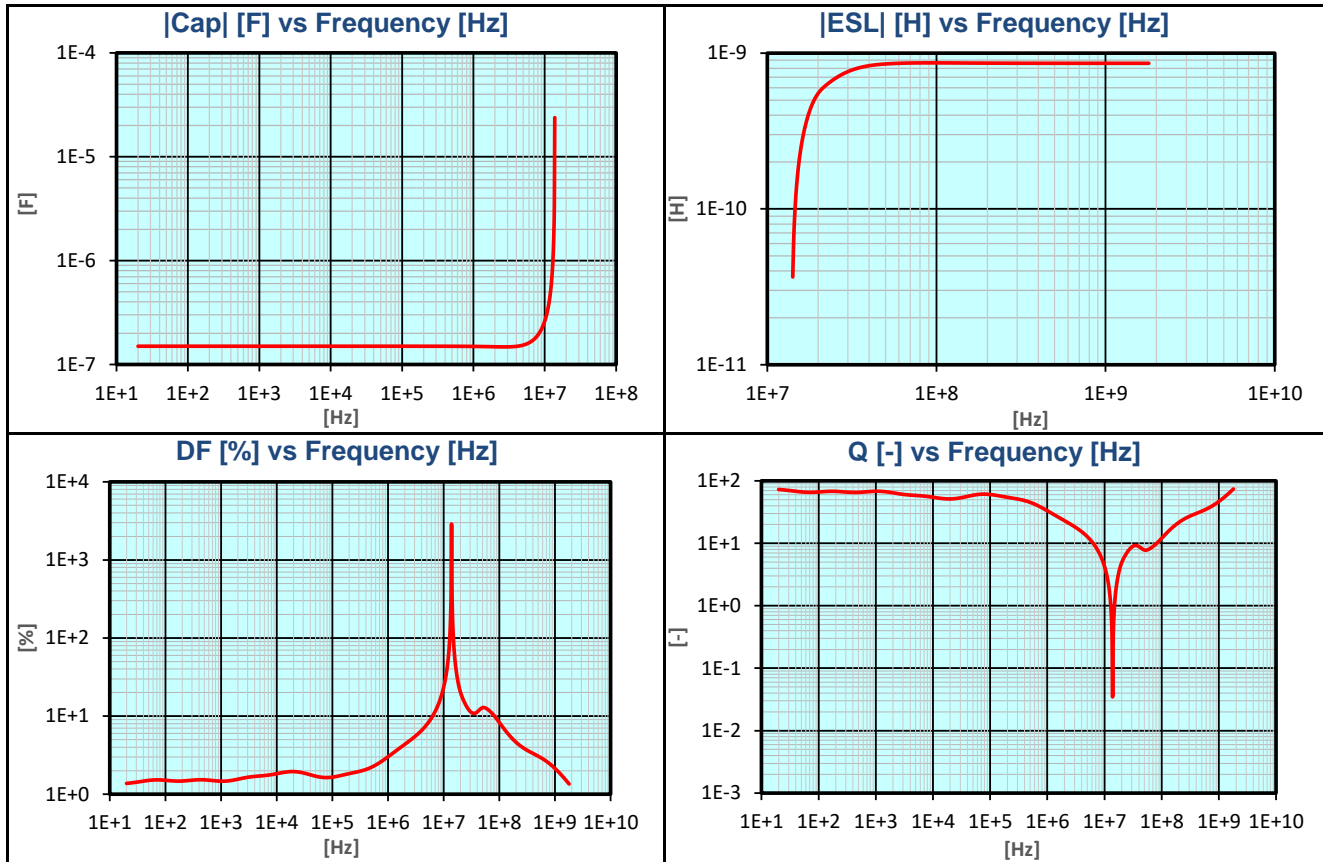 |Cap| [F] vs Frequency [Hz]
1E-4
1E-5
1E-6
1E-7
[F]
1E+1 1E+2 1E+3 1E+4 1E+5 1E+6 1E+7 1E+8
[Hz]
|ESL| [H] vs Frequency [Hz]
1E-9
1E-10
1E-11
[H]
1E+7 1E+8 1E+9 1E+10
[Hz]
DF [%] vs Frequency [Hz]
1E+4
1E+3
1E+2
1E+1
1E+0
[%]
1E+1 1E+2 1E+3 1E+4 1E+5 1E+6 1E+7 1E+8 1E+9 1E+10
[Hz]
Q [-] vs Frequency [Hz]
1E+2
1E+1
1E+0
1E-1
1E-2
1E-3
[-]
1E+1 1E+2 1E+3 1E+4 1E+5 1E+6 1E+7 1E+8 1E+9 1E+10
[Hz]